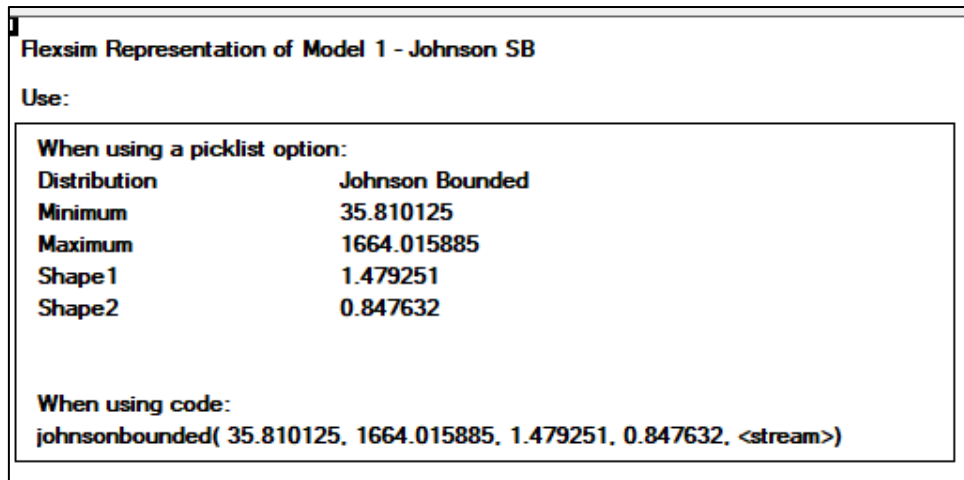 Flexsim Representation of Model 1 - Johnson SB
Use:
When using a picklist option:
Distribution Johnson Bounded
Minimum 35.810125
Maximum 1664.015885
Shape1 1.479251
Shape2 0.847632
When using code:
johnsonbounded( 35.810125, 1664.015885, 1.479251, 0.847632, <stream>)